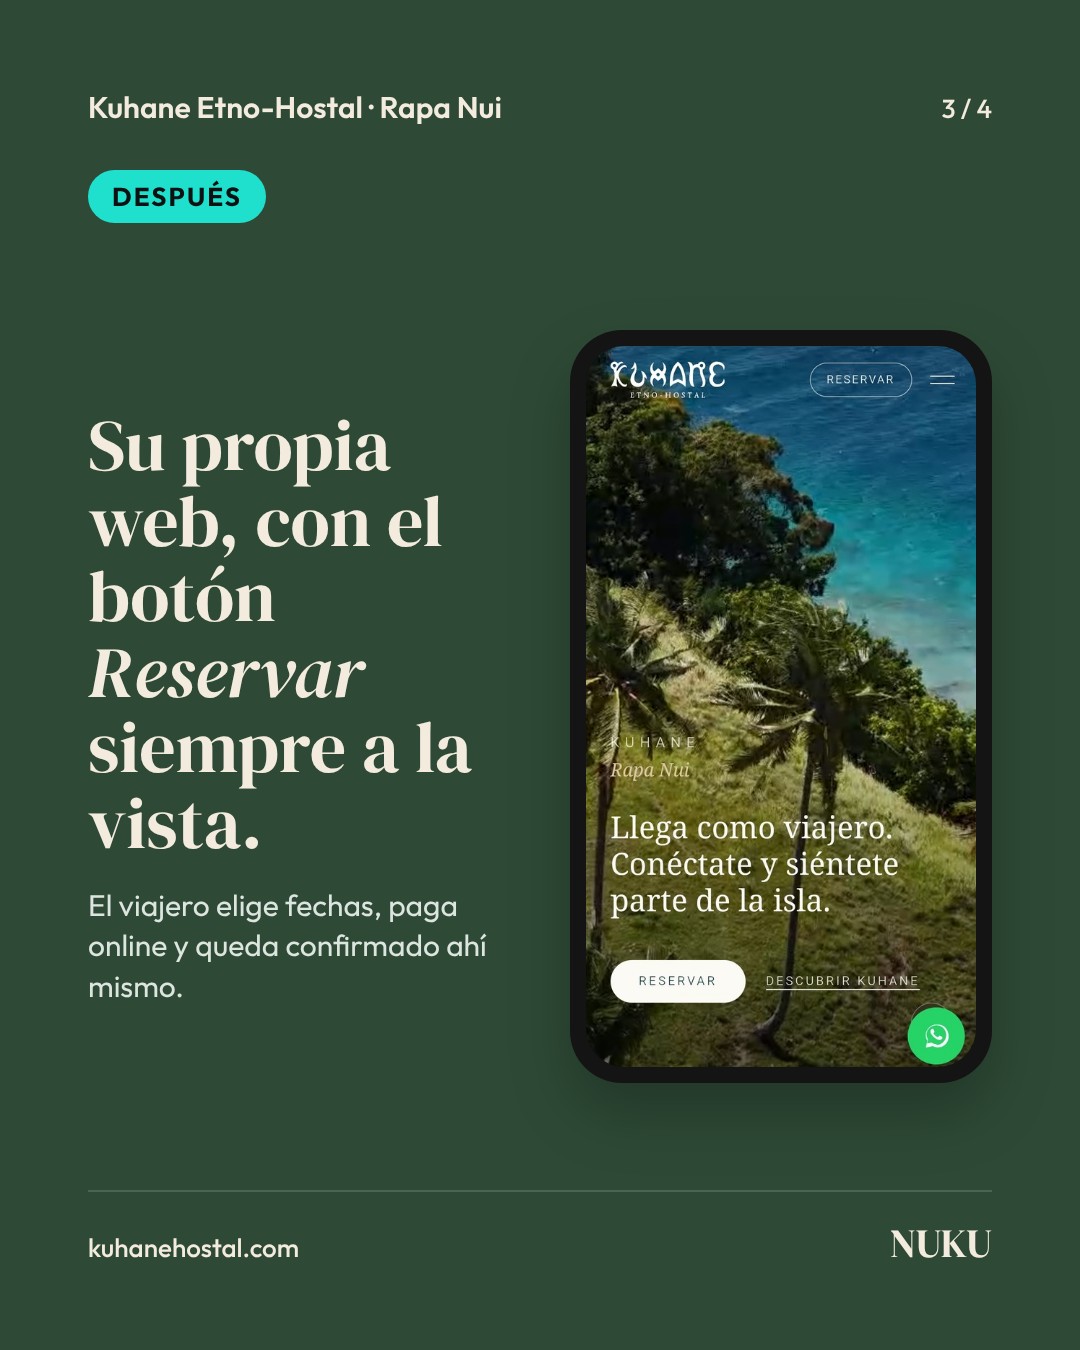 Kuhane Etno-Hostal · Rapa Nui
3 / 4
DESPUÉS
Su propia
web, con el
botón
Reservar
siempre a la
vista.
El viajero elige fechas, paga
online y queda confirmado ahí
mismo.
KUHANE
ETNO-HOSTAL
RESERVAR
KUHANE
Rapa Nui
Llega como viajero.
Conéctate y siéntete
parte de la isla.
RESERVAR
DESCUBRIR KUHANE
kuhanehostal.com
NUKU